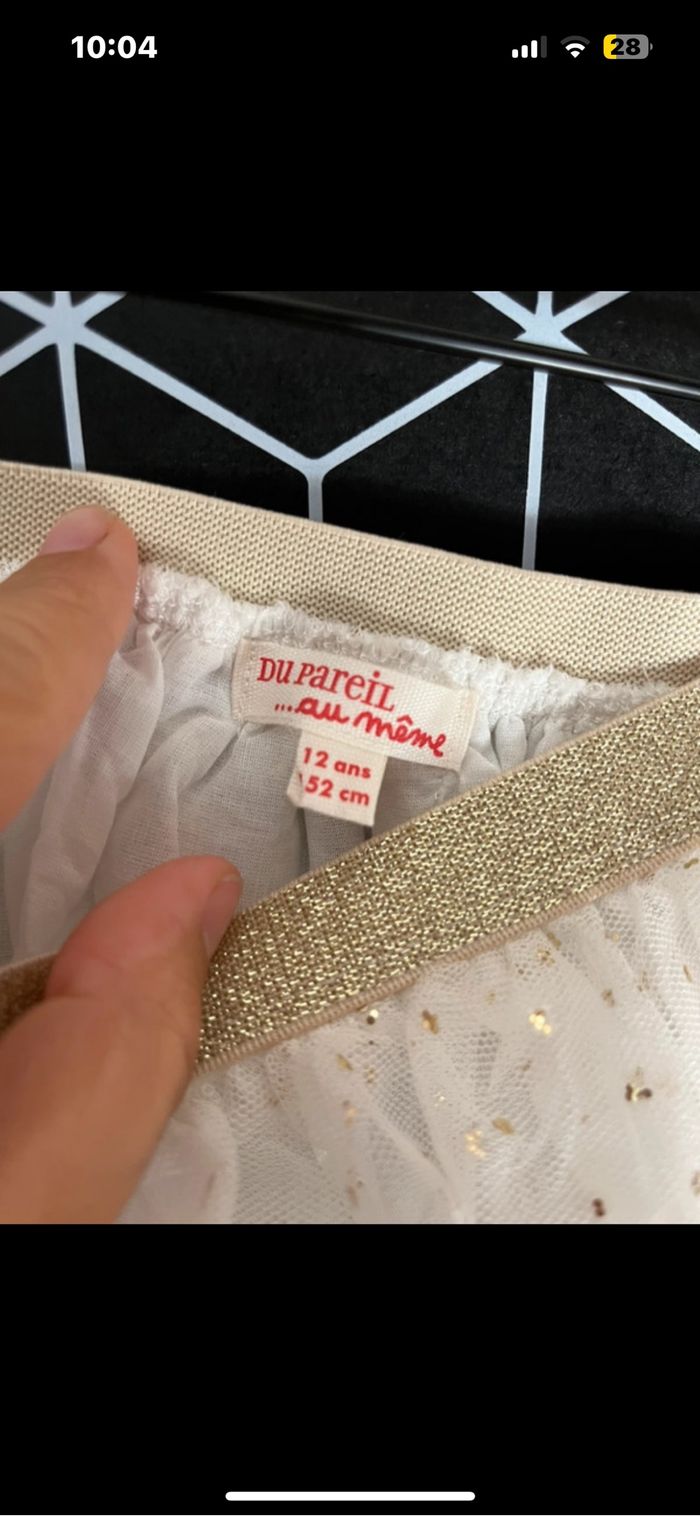 10:04
28
DU PAREIL
...au même
12 ans
152 cm